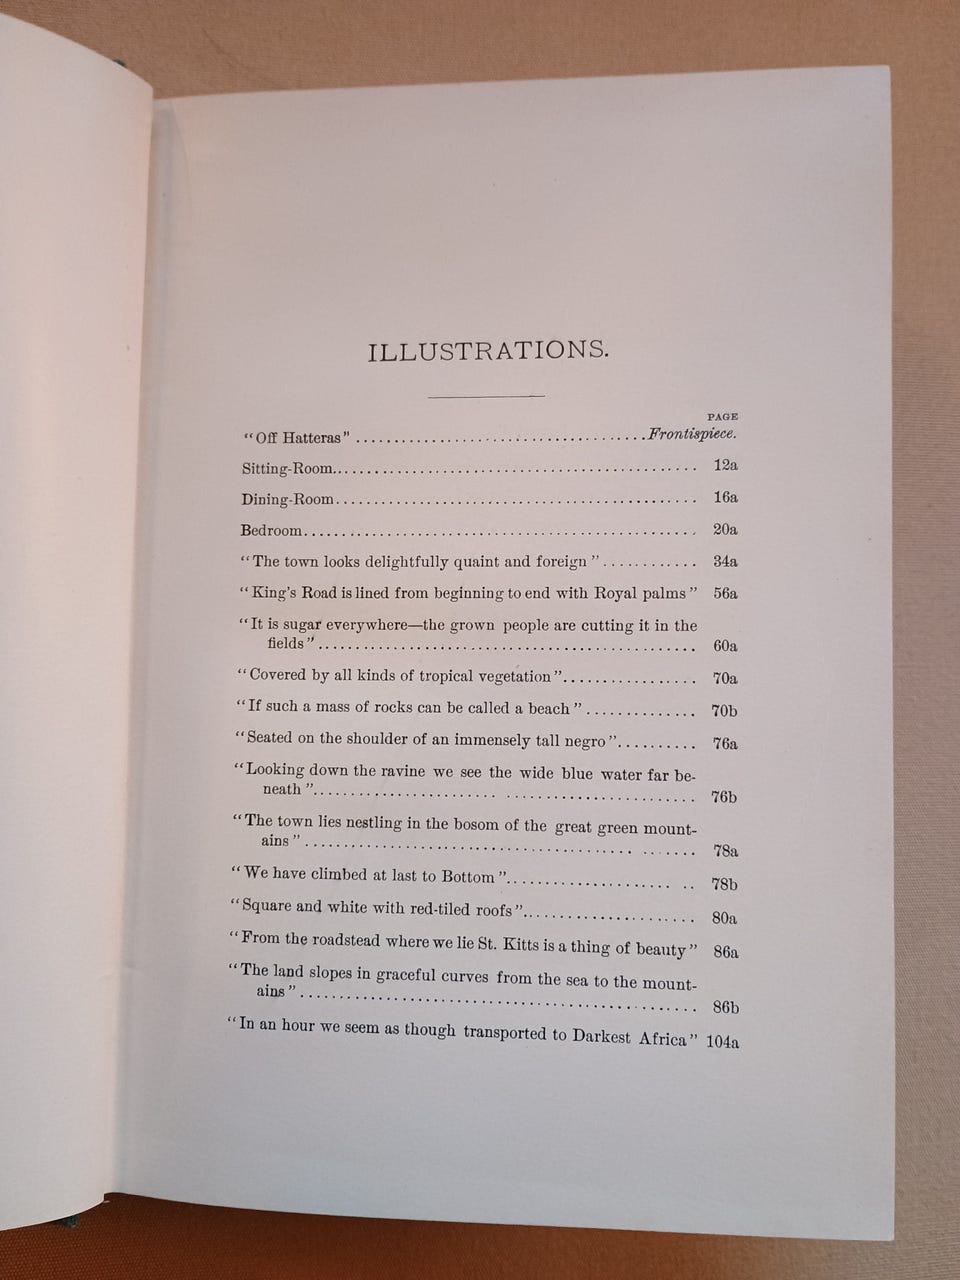 ILLUSTRATIONS.
PAGE
“Off Hatteras” ........................................Frontispiece.
Sitting-Room................................................ 12a
Dining-Room................................................ 16a
Bedroom.................................................... 20a
“The town looks delightfully quaint and foreign”............ 34a
“King's Road is lined from beginning to end with Royal palms” 56a
“It is sugar everywhere—the grown people are cutting it in the
fields”.................................................... 60a
“Covered by all kinds of tropical vegetation”................. 70a
“If such a mass of rocks can be called a beach”.............. 70b
“Seated on the shoulder of an immensely tall negro”.......... 76a
“Looking down the ravine we see the wide blue water far be-
neath”.................................................... 76b
“The town lies nestling in the bosom of the great green mount-
ains”.................................................... 78a
“We have climbed at last to Bottom”........................ 78b
“Square and white with red-tiled roofs”...................... 80a
“From the roadstead where we lie St. Kitts is a thing of beauty” 86a
“The land slopes in graceful curves from the sea to the mount-
ains”.................................................... 86b
“In an hour we seem as though transported to Darkest Africa” 104a